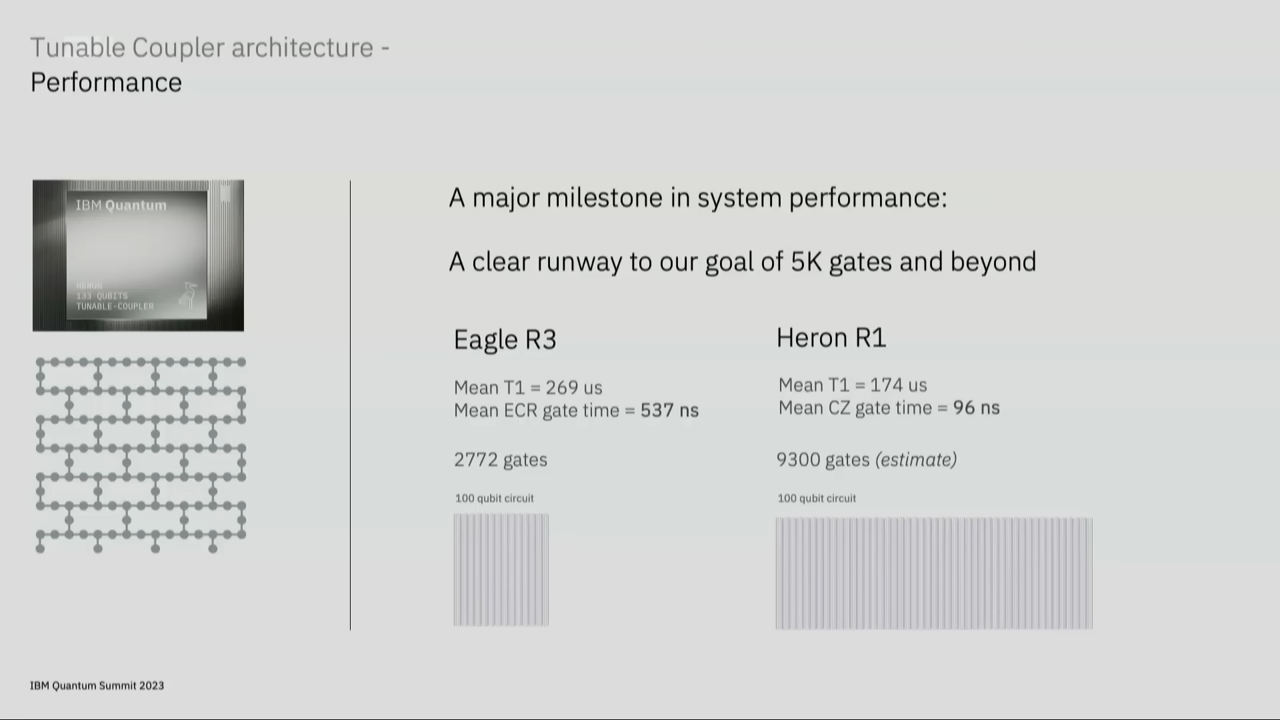 Tunable Coupler architecture -
Performance
IBM Quantum
HERON
133 QUBITS
TUNABLE-COUPLER
A major milestone in system performance:
A clear runway to our goal of 5K gates and beyond
Eagle R3
Mean T1 = 269 us
Mean ECR gate time = 537 ns
2772 gates
100 qubit circuit
Heron R1
Mean T1 = 174 us
Mean CZ gate time = 96 ns
9300 gates (estimate)
100 qubit circuit
IBM Quantum Summit 2023